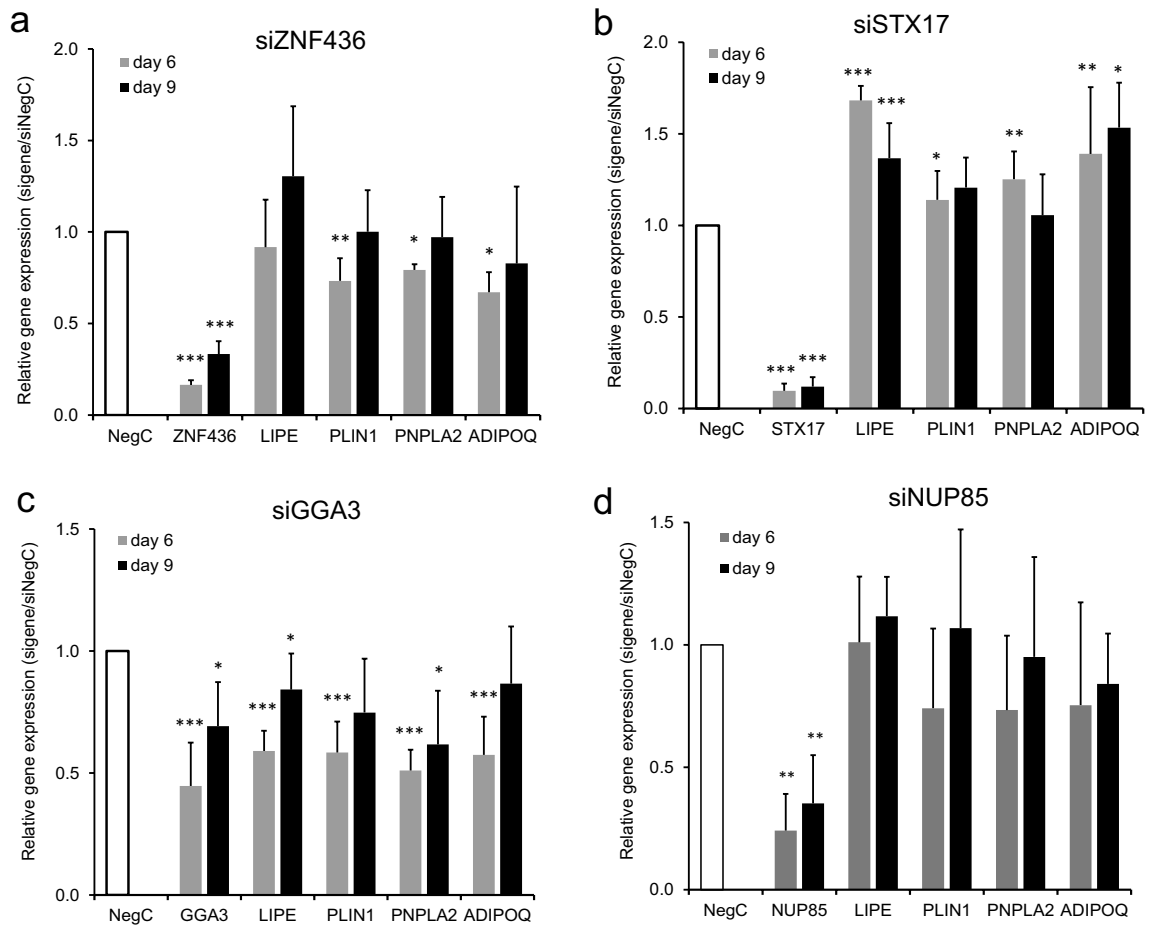 a
siZNF436
Relative gene expression (sigene/siNegC)
2.0
1.5
1.0
0.5
0.0
day 6
day 9
*** *** ** * *
NegC ZNF436 LIPE PLIN1 PNPLA2 ADIPOQ
b
siSTX17
Relative gene expression (sigene/siNegC)
2.0
1.5
1.0
0.5
0.0
day 6
day 9
*** *** *** *** * ** ** *
NegC STX17 LIPE PLIN1 PNPLA2 ADIPOQ
c
siGGA3
Relative gene expression (sigene/siNegC)
1.5
1.0
0.5
0.0
day 6
day 9
*** * *** * *** *** * ***
NegC GGA3 LIPE PLIN1 PNPLA2 ADIPOQ
d
siNUP85
Relative gene expression (sigene/siNegC)
1.5
1.0
0.5
0.0
day 6
day 9
** **
NegC NUP85 LIPE PLIN1 PNPLA2 ADIPOQ